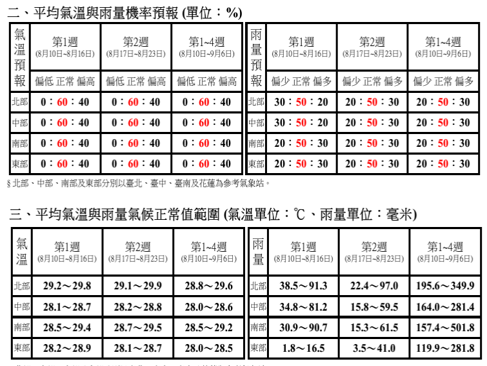 二、平均氣溫與雨量機率預報 (單位：%)
氣溫預報 第1週 (8月10日~8月16日) 第2週 (8月17日~8月23日) 第1~4週 (8月10日~9月6日) 雨量預報 第1週 (8月10日~8月16日) 第2週 (8月17日~8月23日) 第1~4週 (8月10日~9月6日)
偏低 正常 偏高 偏低 正常 偏高 偏低 正常 偏高 偏少 正常 偏多 偏少 正常 偏多 偏少 正常 偏多
北部 0：60：40 0：60：40 0：60：40 北部 30：50：20 20：50：30 20：50：30
中部 0：60：40 0：60：40 0：60：40 中部 30：50：20 20：50：30 20：50：30
南部 0：60：40 0：60：40 0：60：40 南部 20：50：30 20：50：30 20：50：30
東部 0：60：40 0：60：40 0：60：40 東部 20：50：30 20：50：30 20：50：30
北部、中部、南部及東部分別以臺北、臺中、臺南及花蓮為參考氣象站。
三、平均氣溫與雨量氣候正常值範圍 (氣溫單位：℃、雨量單位：毫米)
氣溫 第1週 (8月10日~8月16日) 第2週 (8月17日~8月23日) 第1~4週 (8月10日~9月6日) 雨量 第1週 (8月10日~8月16日) 第2週 (8月17日~8月23日) 第1~4週 (8月10日~9月6日)
北部 29.2～29.8 29.1～29.9 28.8～29.6 北部 38.5～91.3 22.4～97.0 195.6～349.9
中部 28.1～28.7 28.2～28.8 28.0～28.6 中部 34.8～81.2 15.8～59.5 164.0～281.4
南部 28.5～29.4 28.7～29.5 28.5～29.2 南部 30.9～90.7 15.3～61.5 157.4～501.8
東部 28.2～28.9 28.1～28.7 28.0～28.5 東部 1.8～16.5 3.5～41.0 119.9～281.8